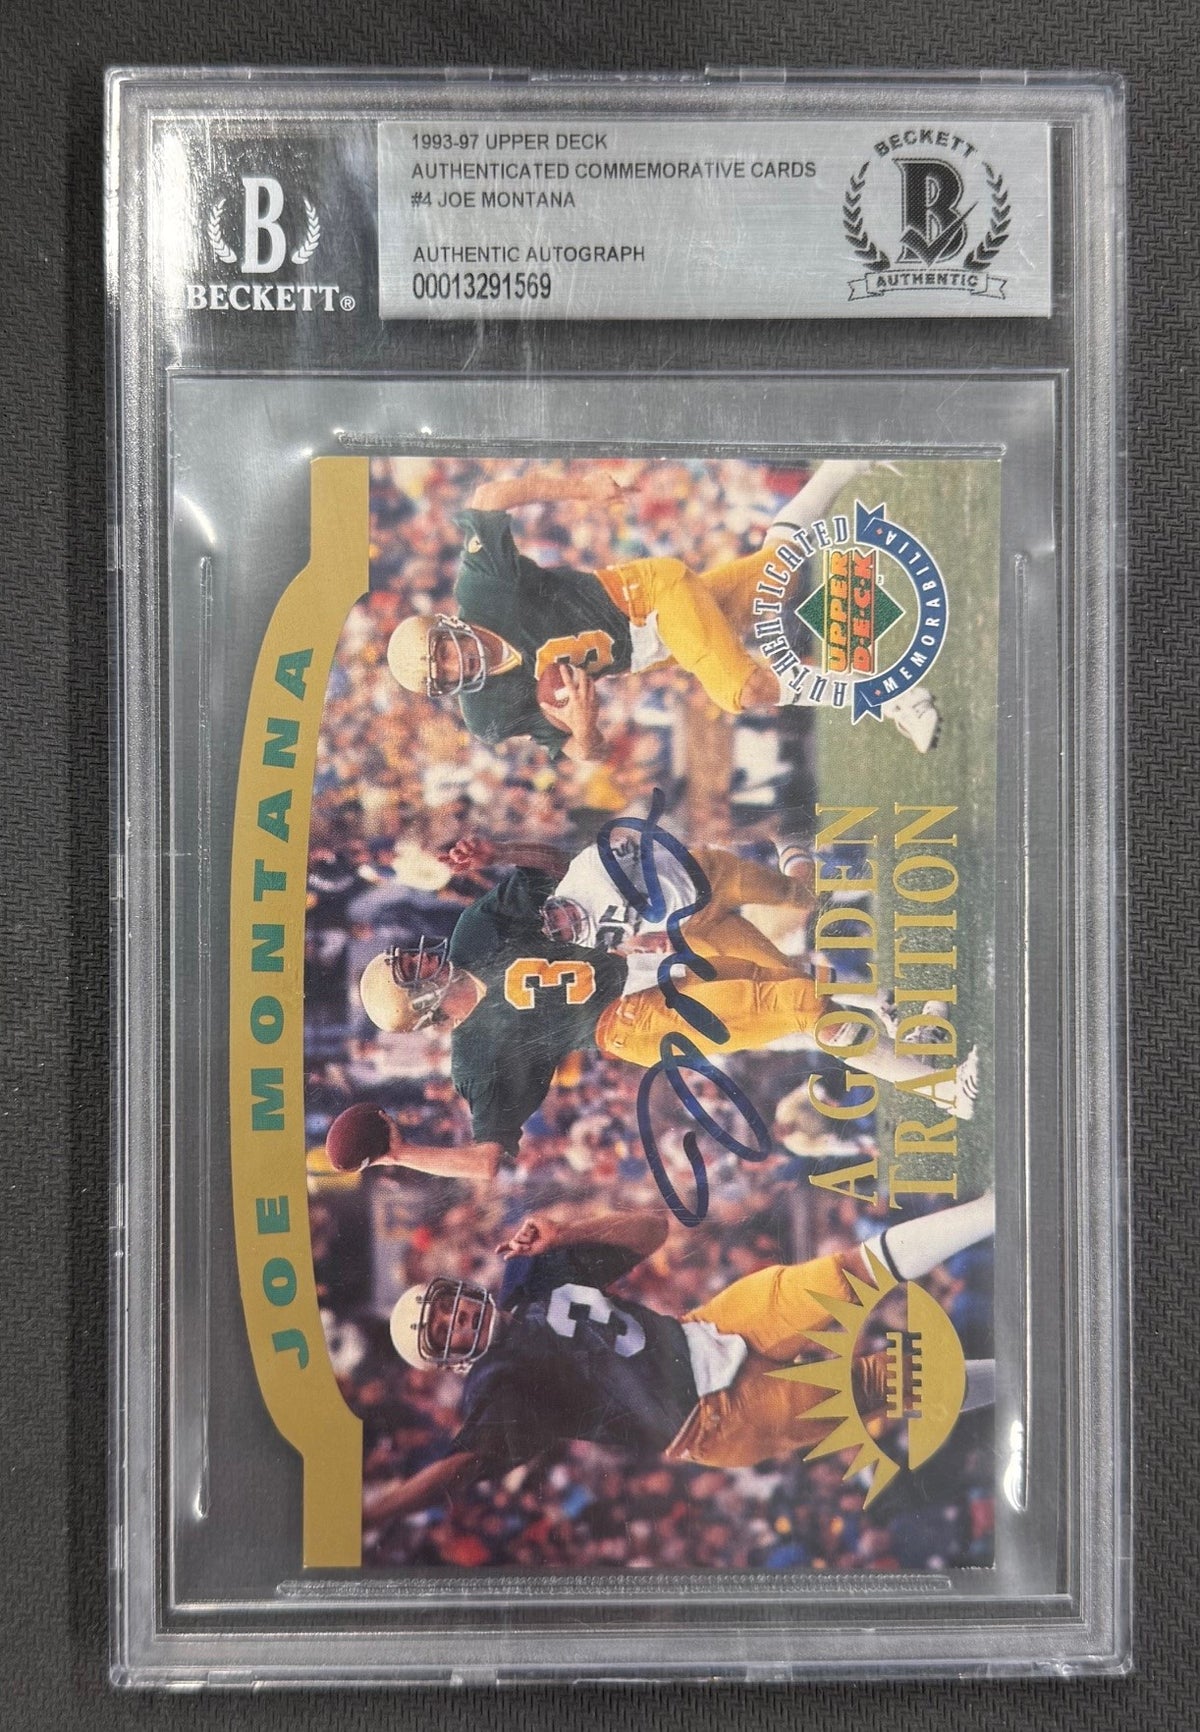 1993-97 UPPER DECK
AUTHENTICATED COMMEMORATIVE CARDS
#4 JOE MONTANA
AUTHENTIC AUTOGRAPH
00013291569
B
BECKETT®
BECKETT
B
AUTHENTIC
JOE MONTANA
AUTHENTICATED
UPPER
DECK
MEMORABILIA
3
3
3
A GOLDEN
TRADITION